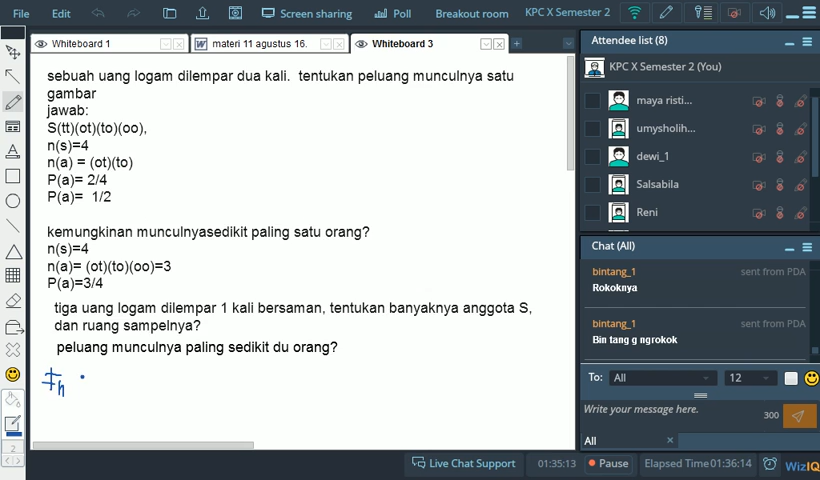 File Edit Screen sharing Poll Breakout room KPC X Semester 2
Whiteboard 1 materi 11 agustus 16. Whiteboard 3
sebuah uang logam dilempar dua kali. tentukan peluang munculnya satu
gambar
jawab:
S(tt)(ot)(to)(oo),
n(s)=4
n(a) = (ot)(to)
P(a)= 2/4
P(a)= 1/2
kemungkinan munculnyasedikit paling satu orang?
n(s)=4
n(a)= (ot)(to)(oo)=3
P(a)=3/4
tiga uang logam dilempar 1 kali bersaman, tentukan banyaknya anggota S,
dan ruang sampelnya?
peluang munculnya paling sedikit du orang?
Attendee list (8)
KPC X Semester 2 (You)
maya risti...
umysholih...
dewi_1
Salsabila
Reni
Chat (All)
bintang_1 sent from PDA
Rokoknya
bintang_1 sent from PDA
Bin tang g ngrokok
To: All 12
Write your message here. 300
All
2
Live Chat Support 01:35:13 Pause Elapsed Time 01:36:14 WizIQ